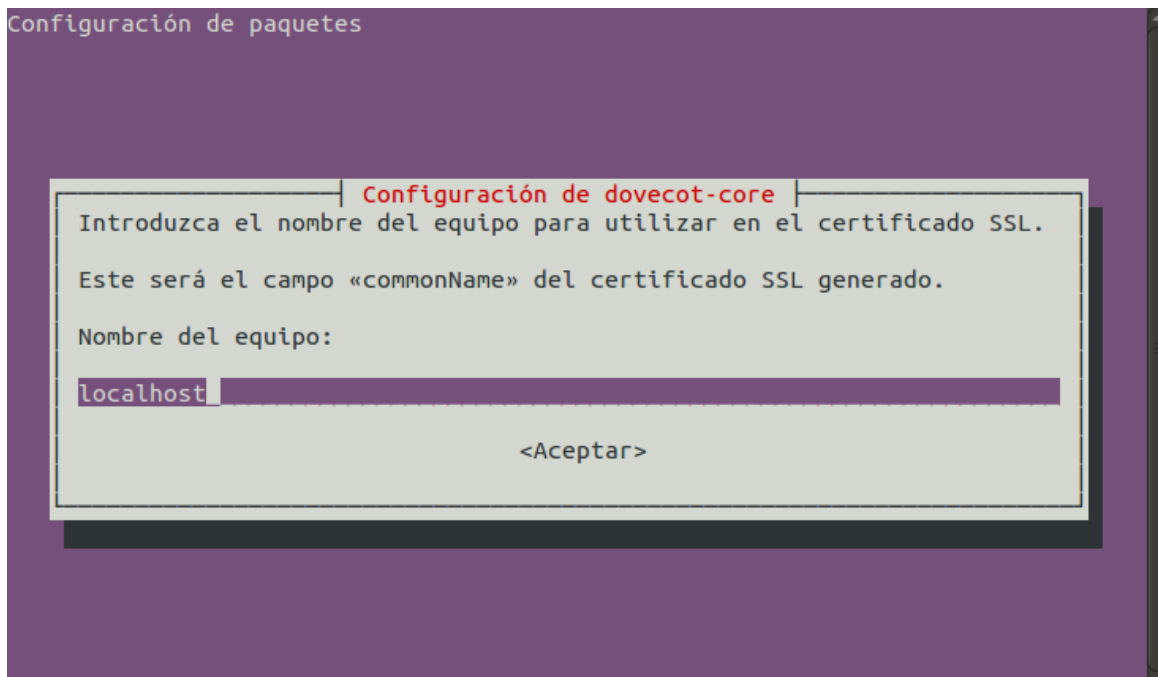 Configuración de paquetes
Configuración de dovecot-core
Introduzca el nombre del equipo para utilizar en el certificado SSL.
Este será el campo «commonName» del certificado SSL generado.
Nombre del equipo:
localhost
<Aceptar>